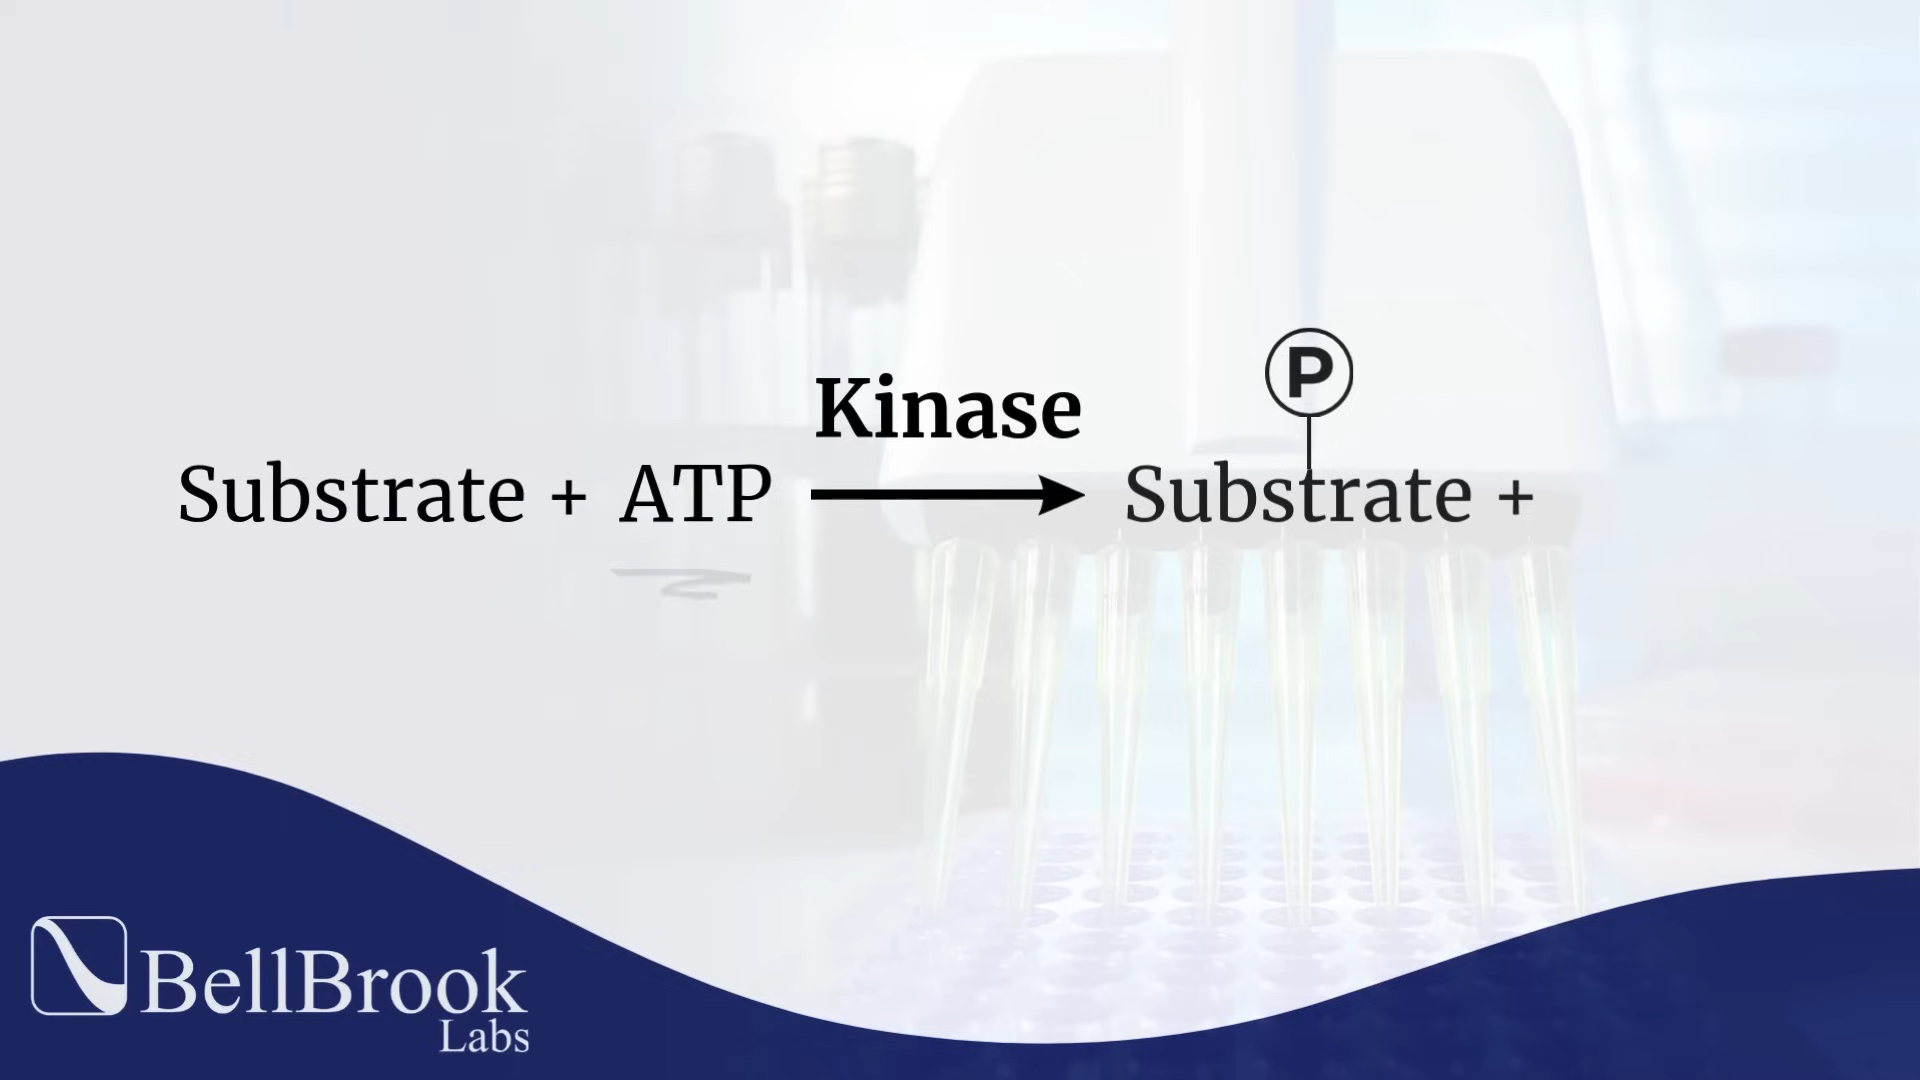 Kinase
P
Substrate + ATP Substrate +
BellBrook
Labs